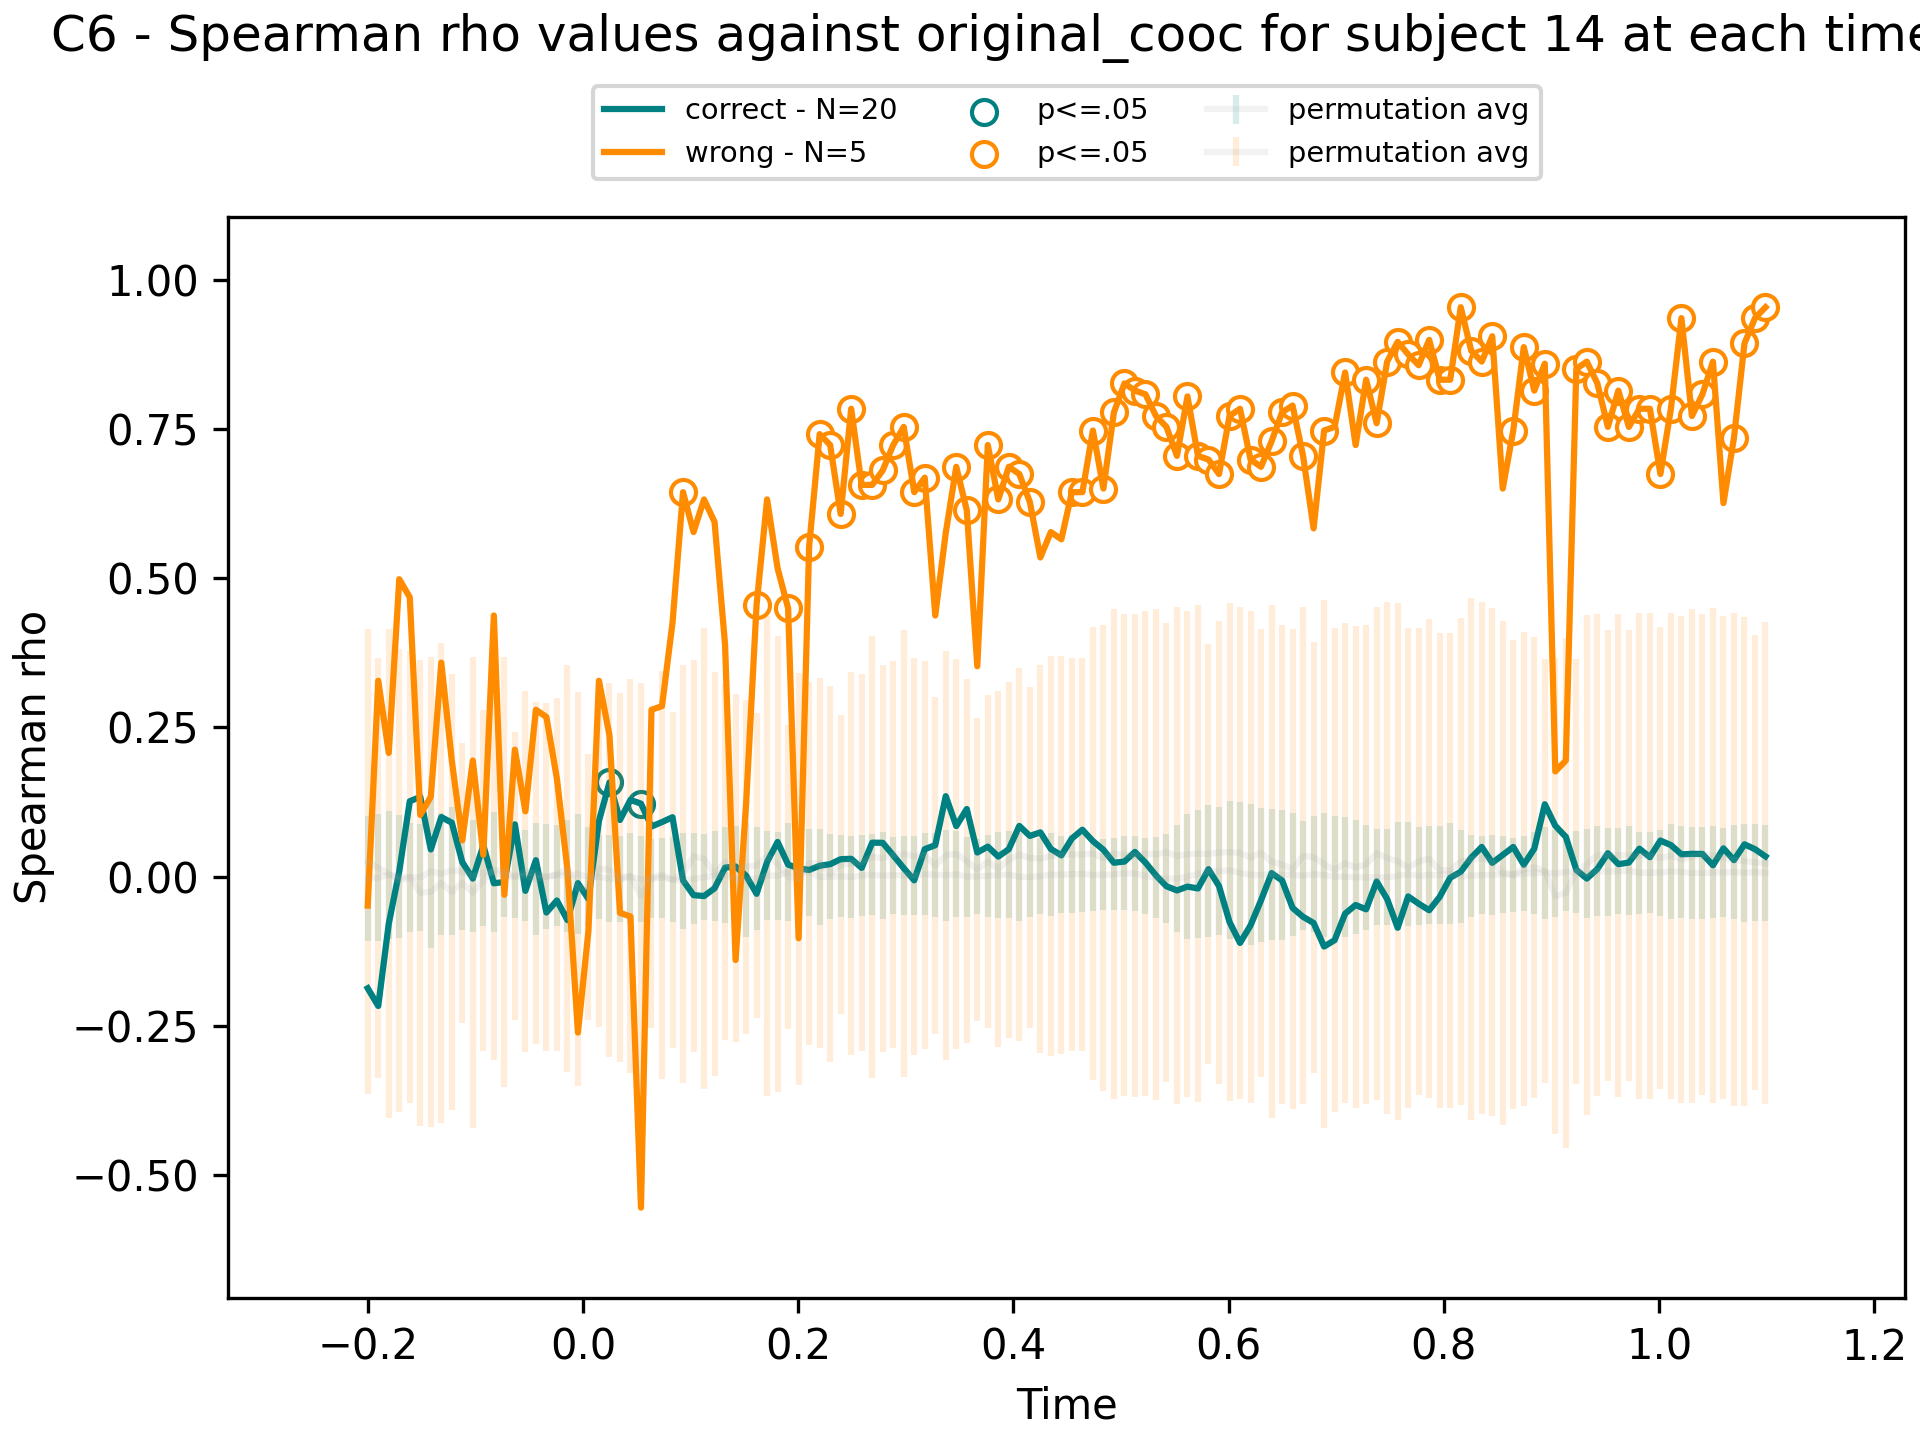 C6 - Spearman rho values against original_cooc for subject 14 at each time
correct - N=20 p<=.05 permutation avg
wrong - N=5 p<=.05 permutation avg
1.00
0.75
0.50
0.25
0.00
−0.25
−0.50
Spearman rho
−0.2 0.0 0.2 0.4 0.6 0.8 1.0 1.2
Time